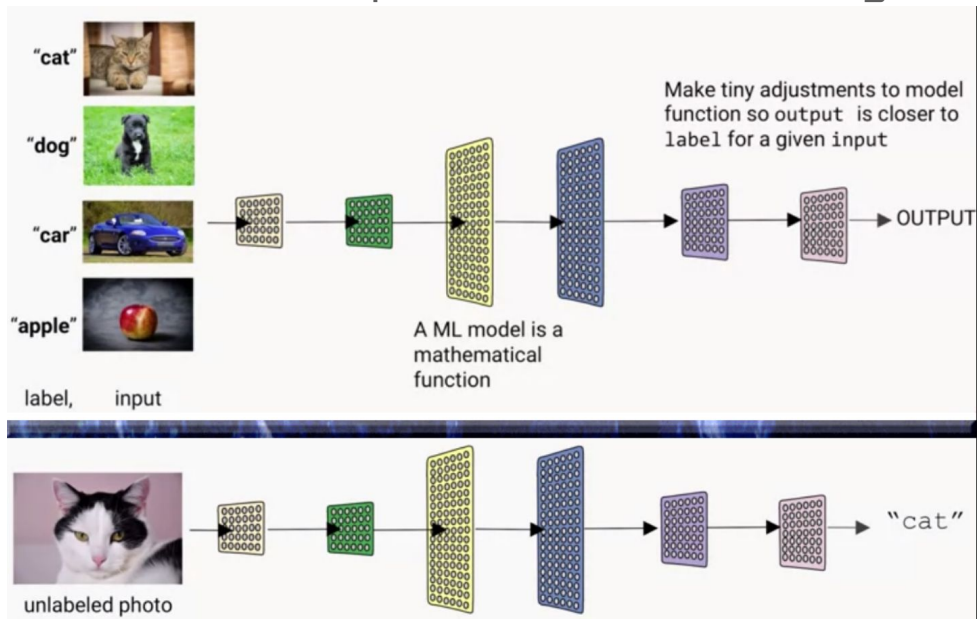 "cat"
"dog"
"car"
"apple"
label, input
Make tiny adjustments to model
function so output is closer to
label for a given input
OUTPUT
A ML model is a
mathematical
function
unlabeled photo
"cat"